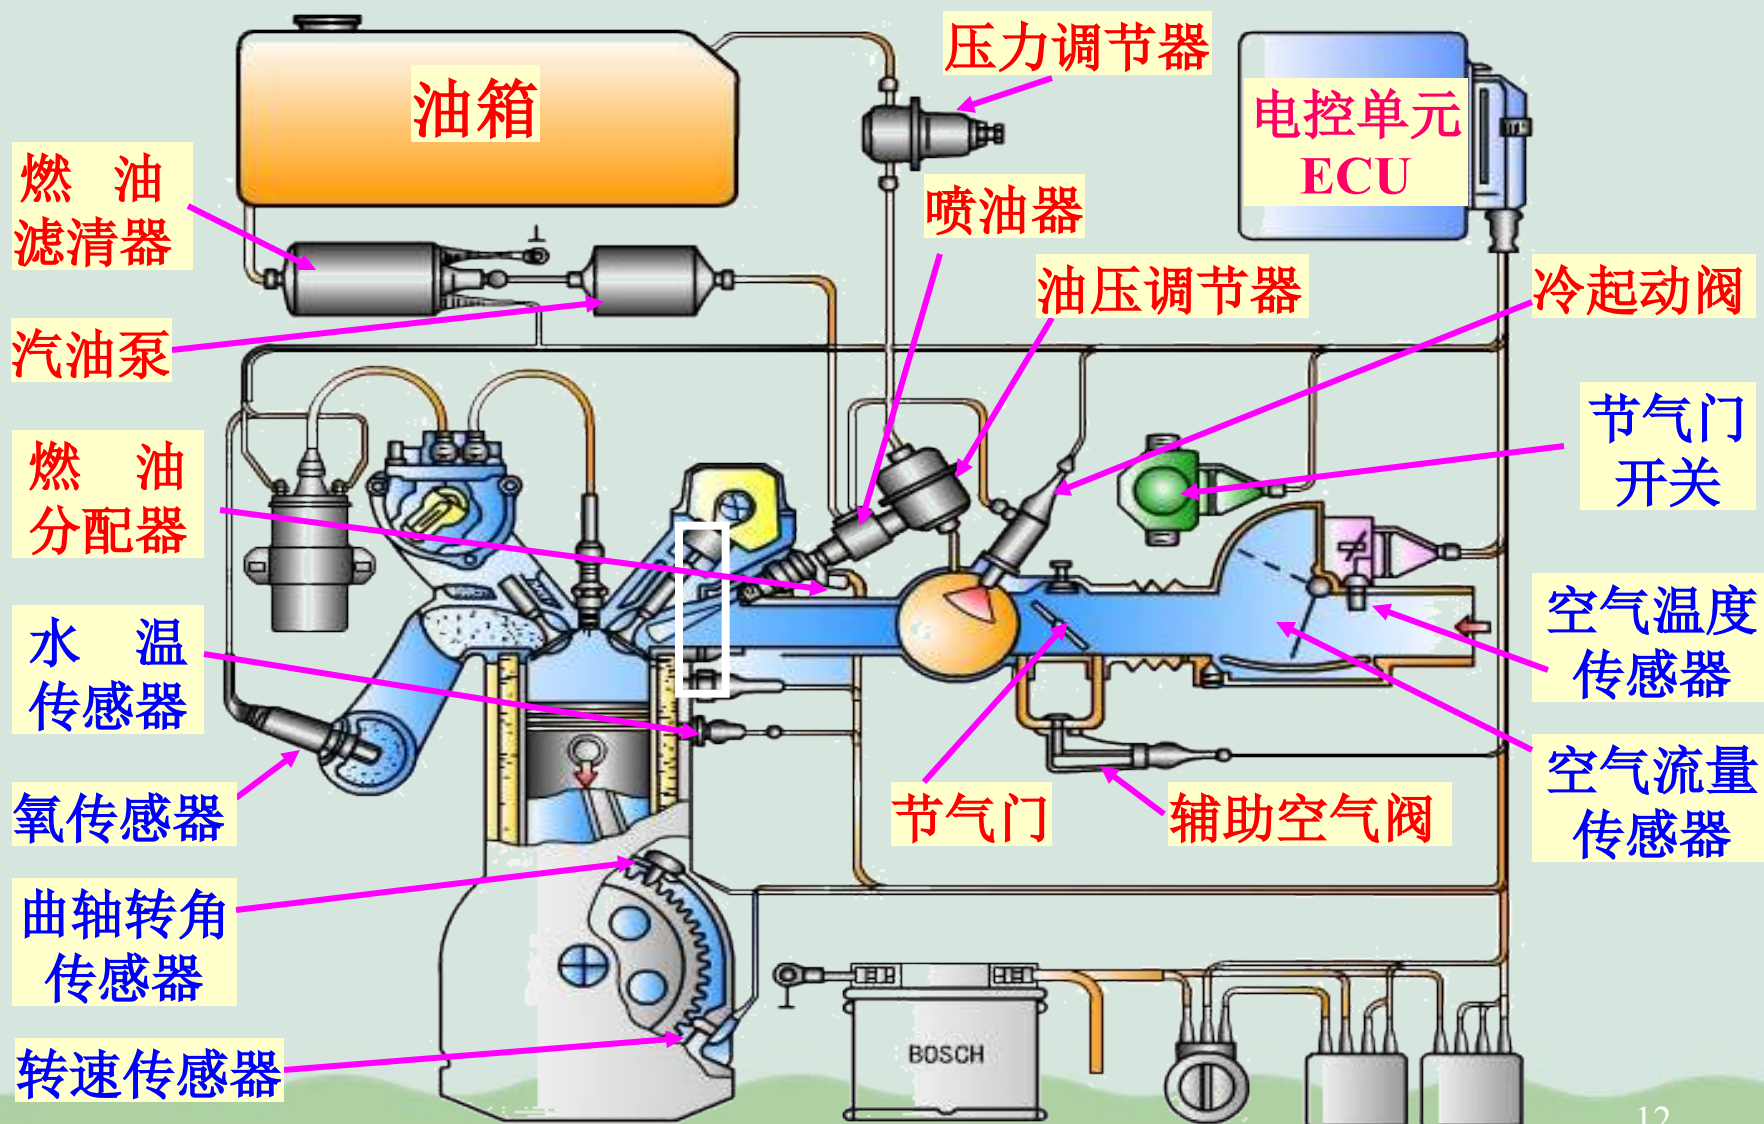 压力调节器
油箱
电控单元
ECU
燃 油
滤清器
喷油器
油压调节器
冷起动阀
汽油泵
节气门
开关
燃 油
分配器
空气温度
传感器
水 温
传感器
空气流量
传感器
氧传感器
节气门
辅助空气阀
曲轴转角
传感器
转速传感器
BOSCH
12